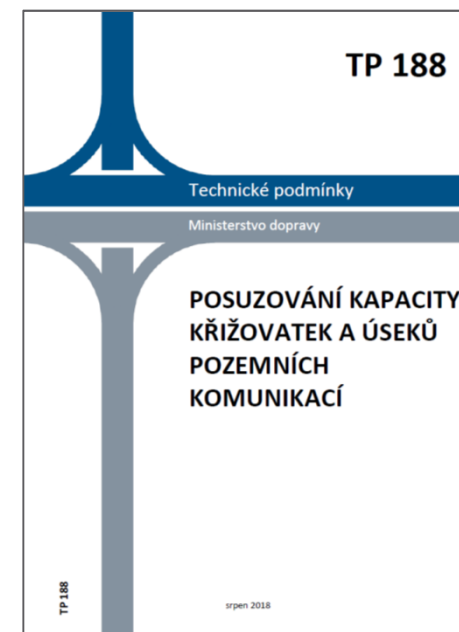 TP 188
Technické podmínky
Ministerstvo dopravy
POSUZOVÁNÍ KAPACITY
KŘIŽOVATEK A ÚSEKŮ
POZEMNÍCH
KOMUNIKACÍ
TP 188
srpen 2018